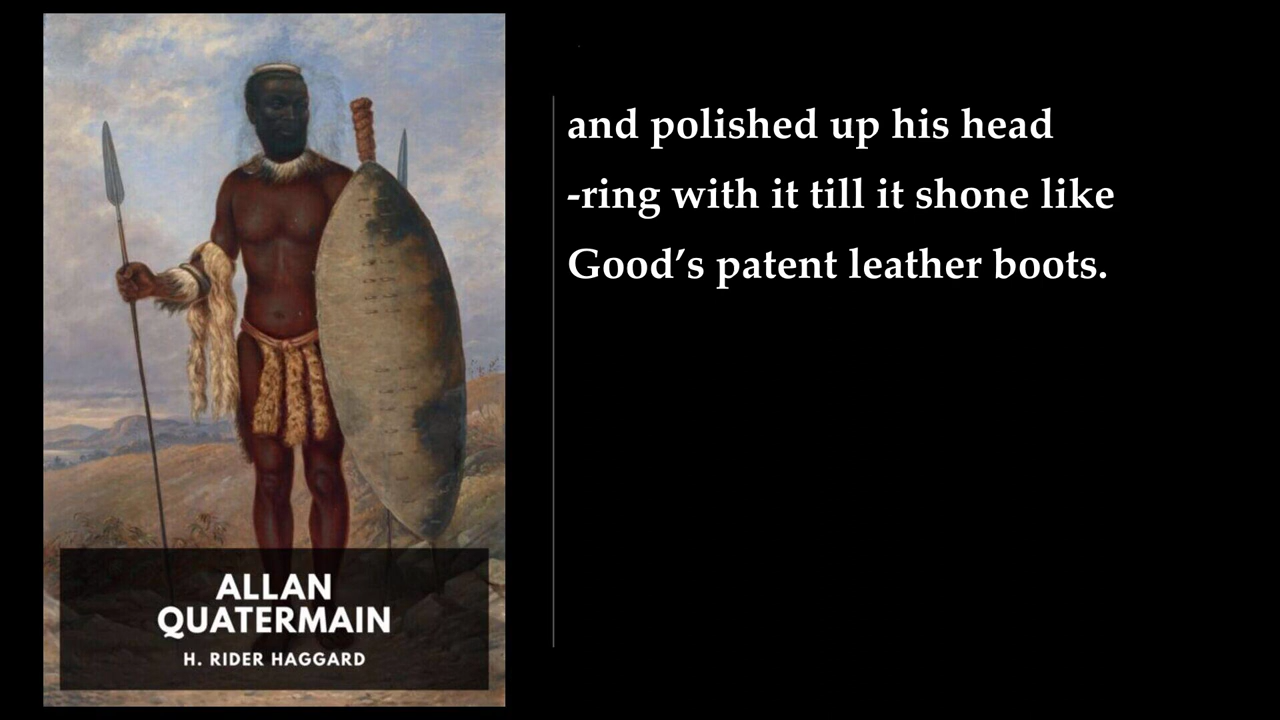 and polished up his head
-ring with it till it shone like
Good’s patent leather boots.
ALLAN
QUATERMAIN
H. RIDER HAGGARD